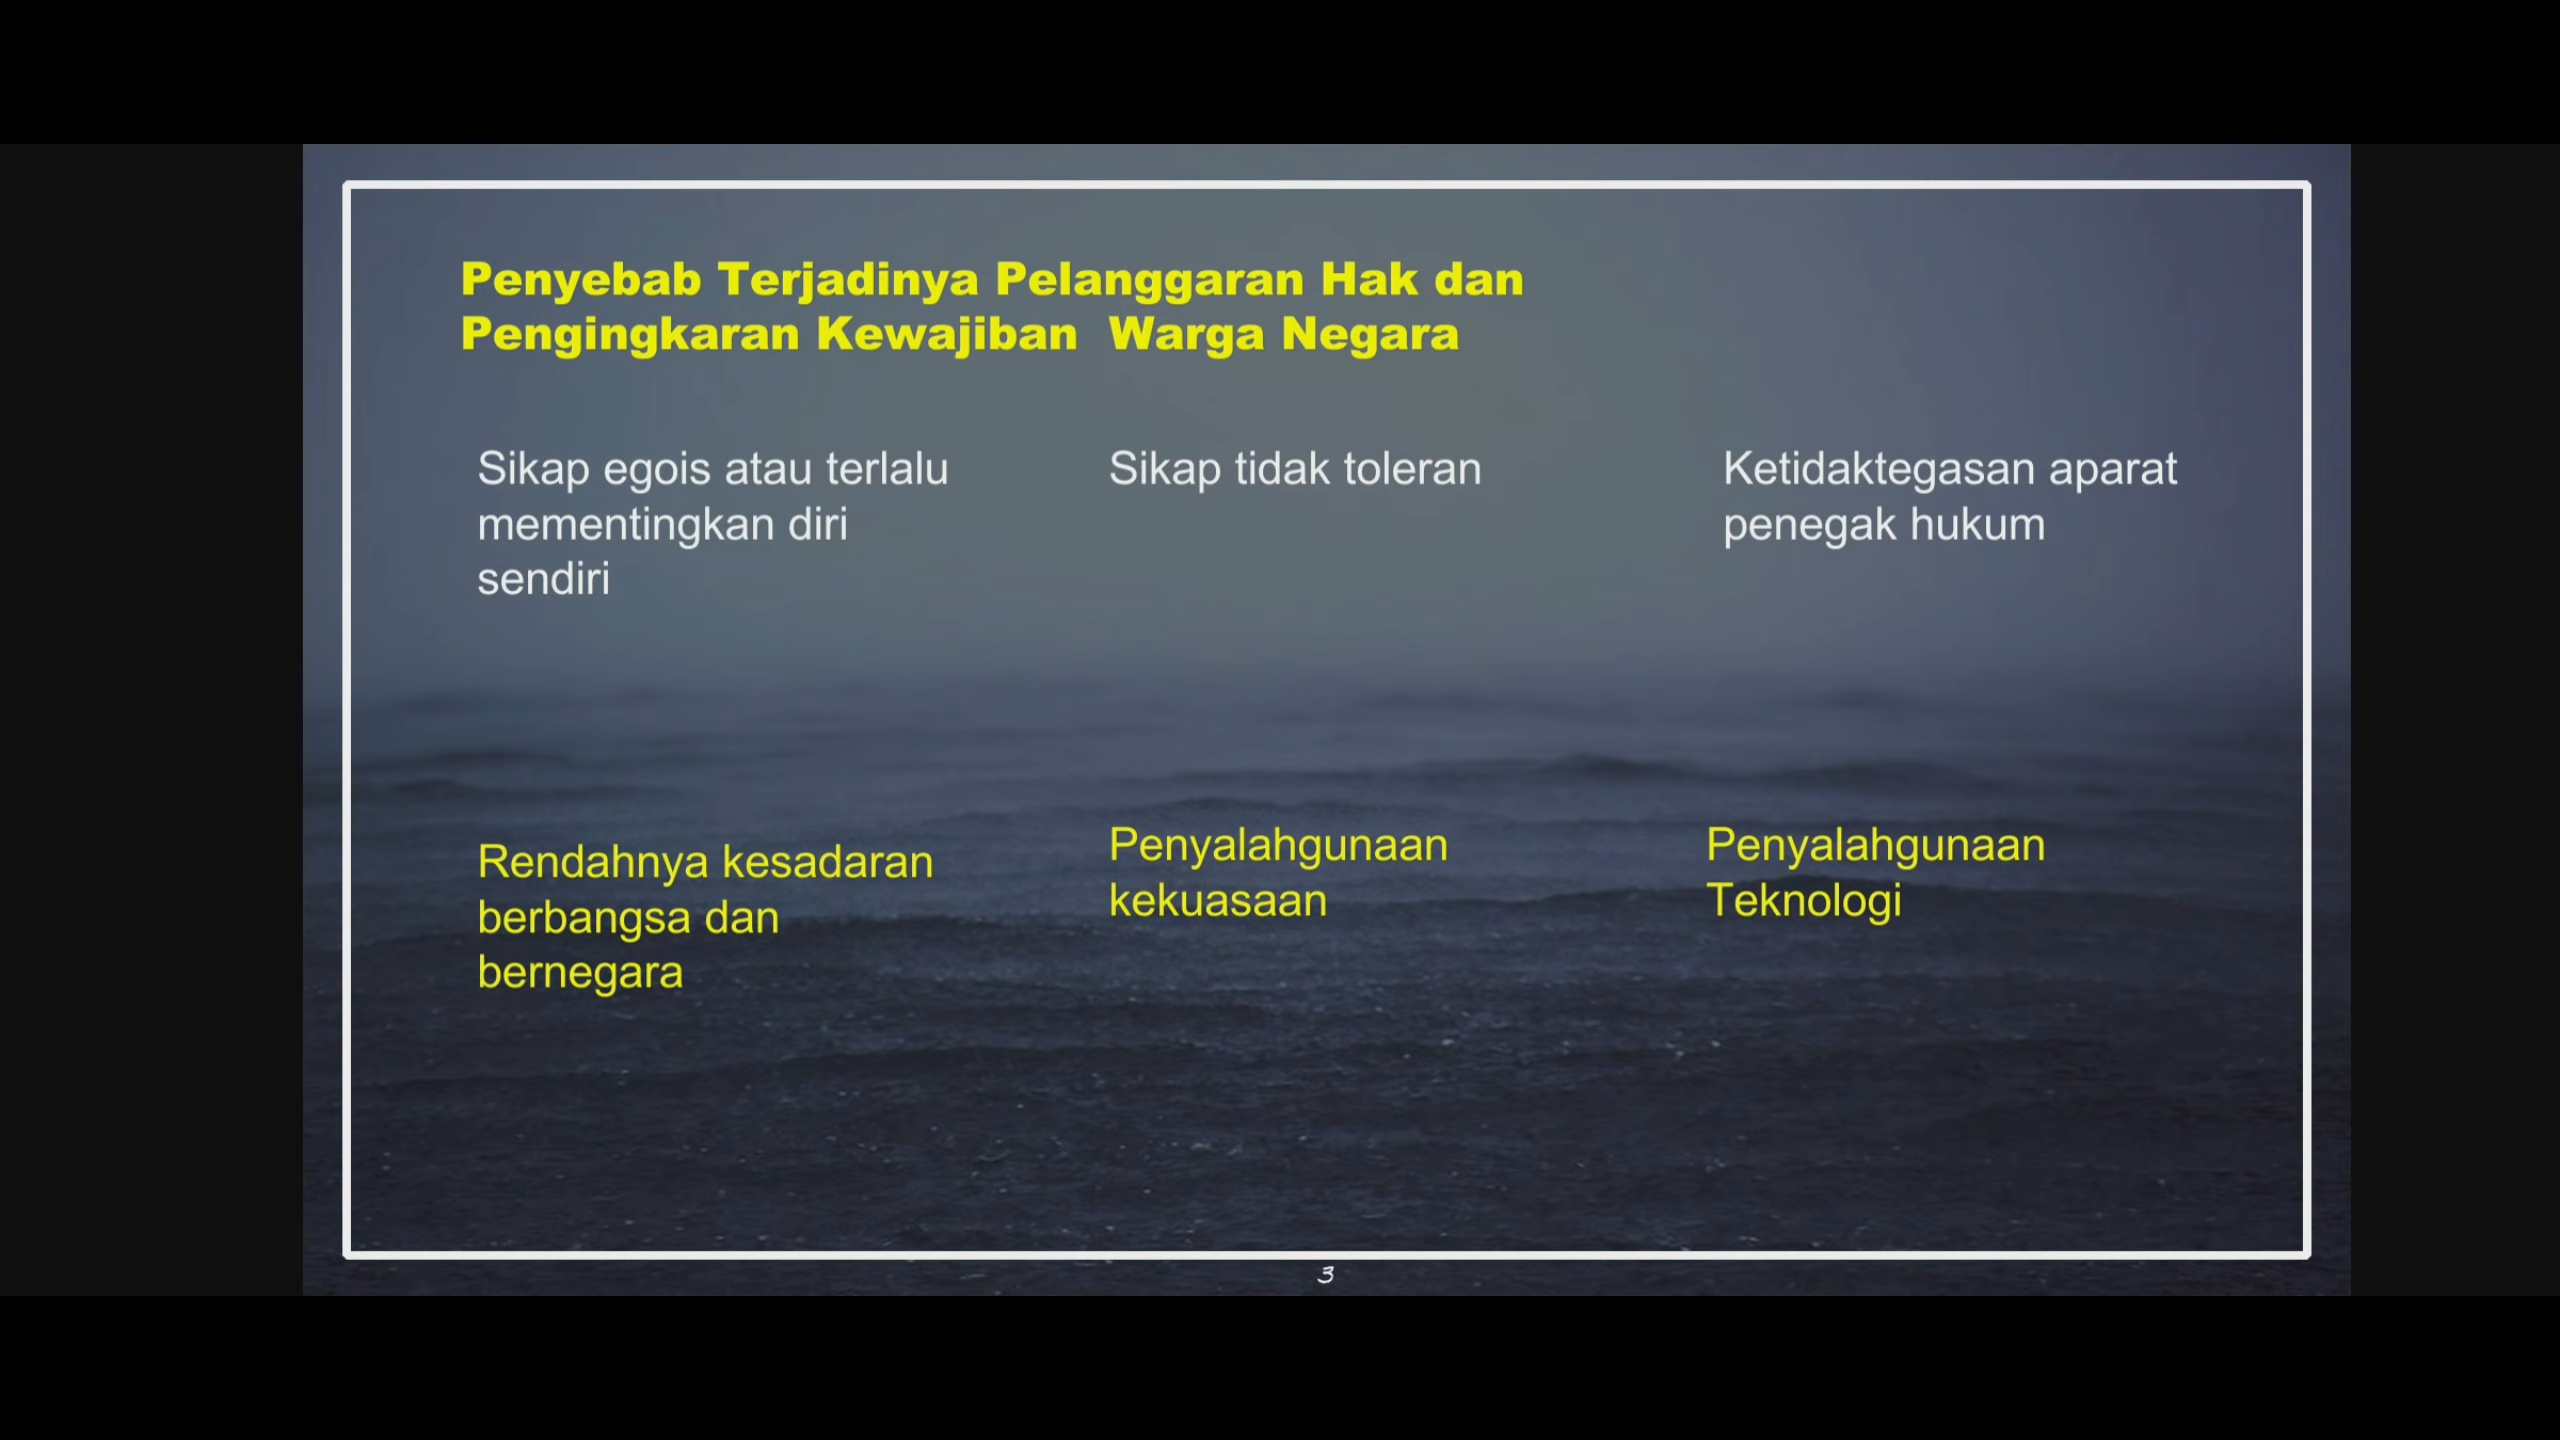 Penyebab Terjadinya Pelanggaran Hak dan
Pengingkaran Kewajiban  Warga Negara
Sikap egois atau terlalu
mementingkan diri
sendiri
Sikap tidak toleran
Ketidaktegasan aparat
penegak hukum
Rendahnya kesadaran
berbangsa dan
bernegara
Penyalahgunaan
kekuasaan
Penyalahgunaan
Teknologi
3